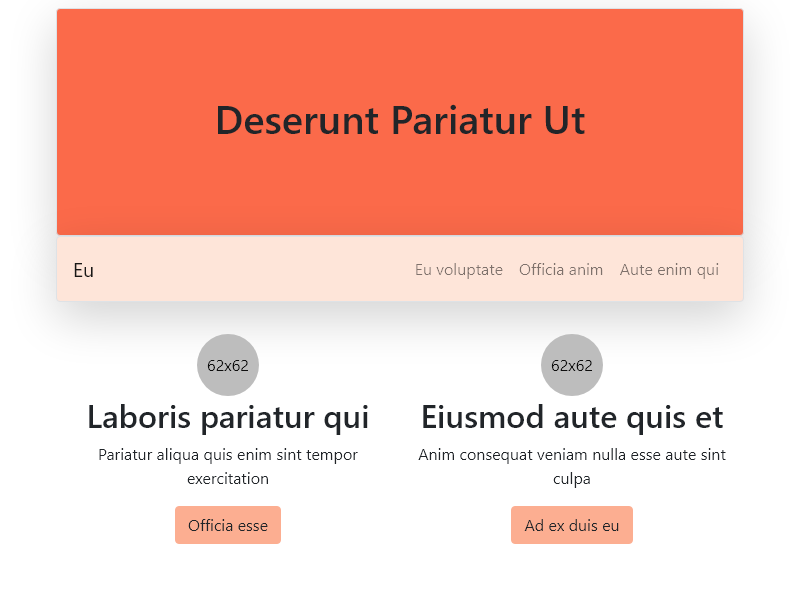 Deserunt Pariatur Ut
Eu
Eu voluptate
Officia anim
Aute enim qui
62x62
Laboris pariatur qui
Pariatur aliqua quis enim sint tempor
exercitation
Officia esse
62x62
Eiusmod aute quis et
Anim consequat veniam nulla esse aute sint
culpa
Ad ex duis eu